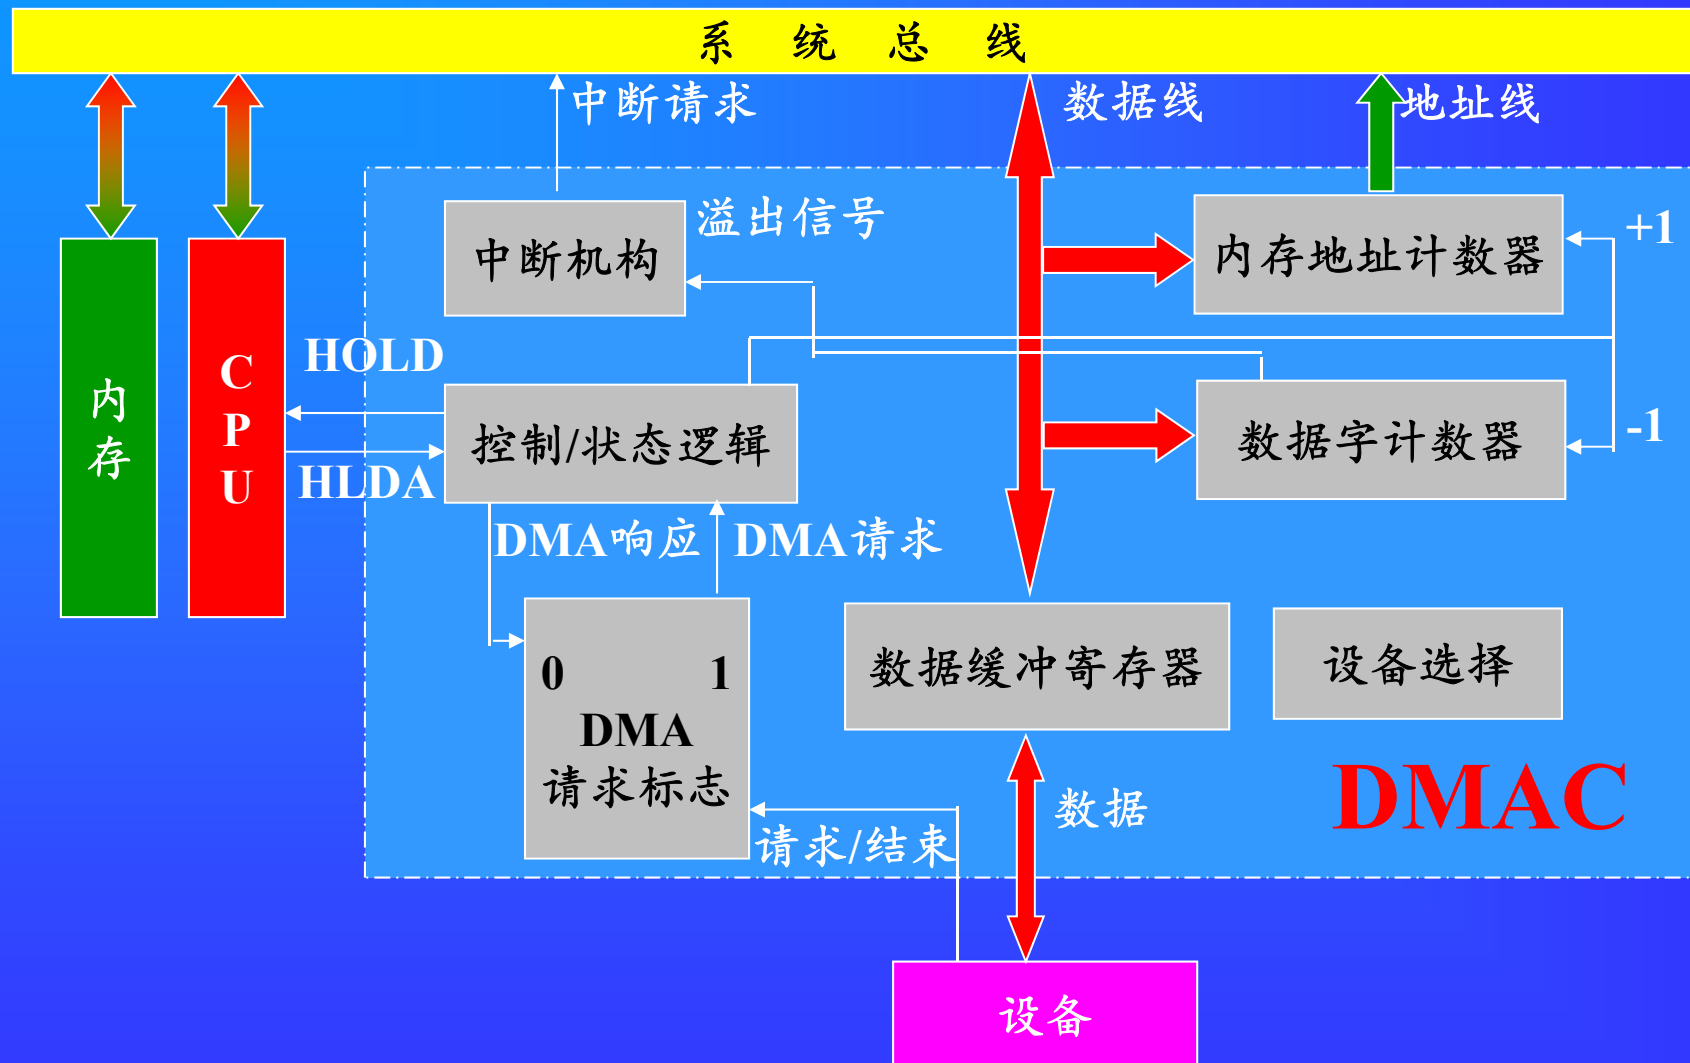 系 统 总 线
中断请求
数据线
地址线
溢出信号
中断机构
内存地址计数器
+1
HOLD
内
存
C
P
U
控制/状态逻辑
数据字计数器
-1
HLDA
DMA响应
DMA请求
0 1
DMA
请求标志
数据缓冲寄存器
设备选择
DMAC
数据
请求/结束
设备